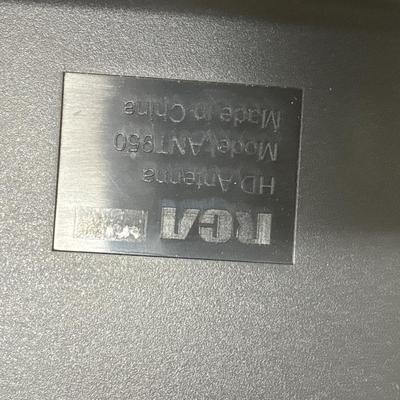 RCA
HD Antenna
Model ANT950
Made in China